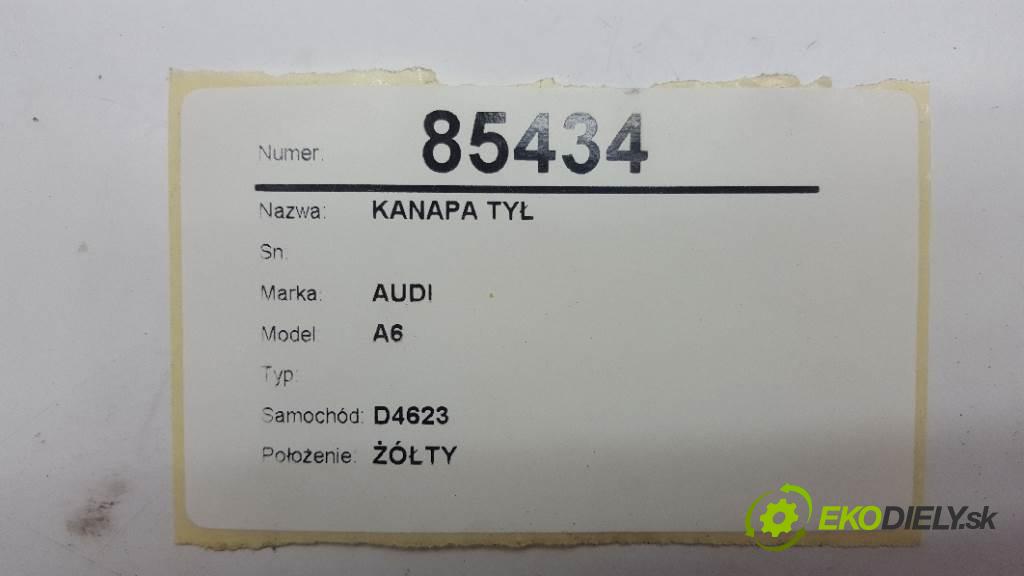 Numer: 85434
Nazwa: KANAPA TYŁ
Sn:
Marka: AUDI
Model: A6
Typ:
Samochód: D4623
Położenie: ŻÓŁTY
EKODIELY.sk